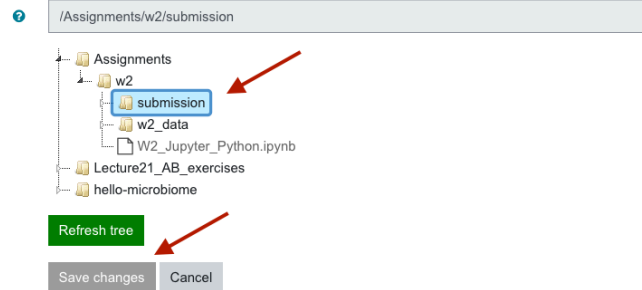 /Assignments/w2/submission
Assignments
w2
submission
w2_data
W2_Jupyter_Python.ipynb
Lecture21_AB_exercises
hello-microbiome
Refresh tree
Save changes Cancel